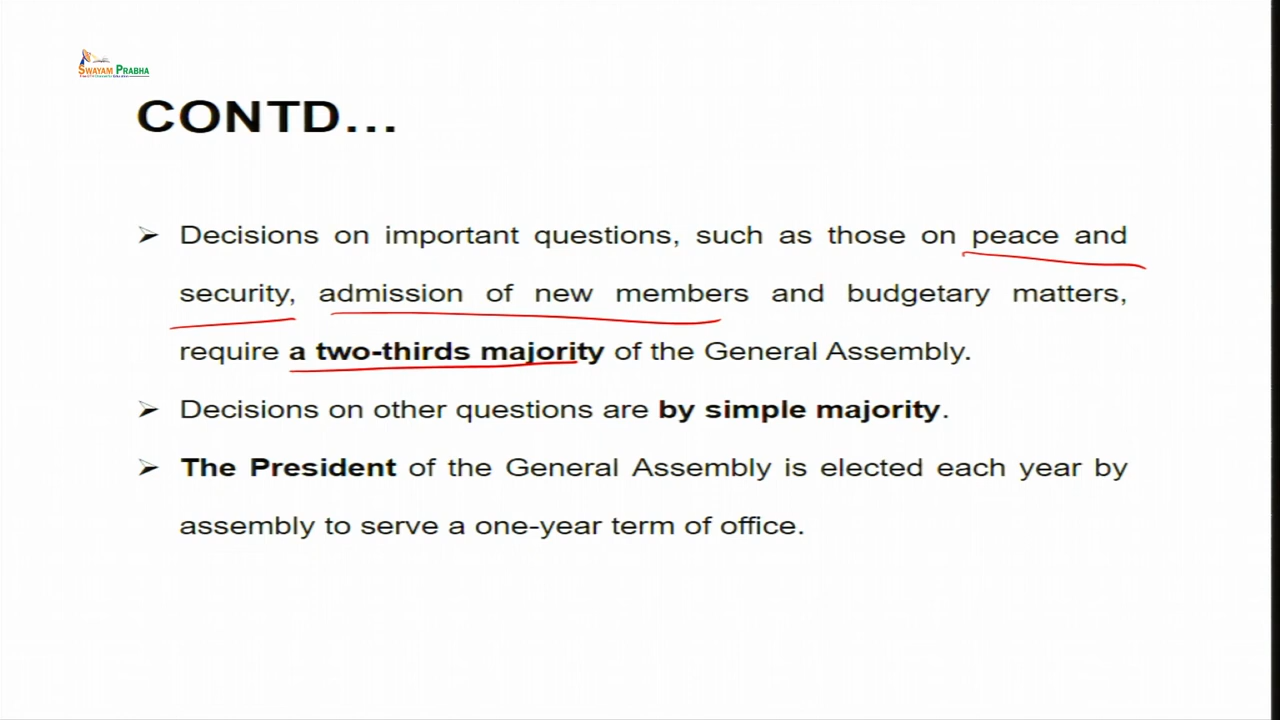 SWAYAM PRABHA
CONTD...
➢ Decisions on important questions, such as those on peace and
security, admission of new members and budgetary matters,
require a two-thirds majority of the General Assembly.
➢ Decisions on other questions are by simple majority.
➢ The President of the General Assembly is elected each year by
assembly to serve a one-year term of office.